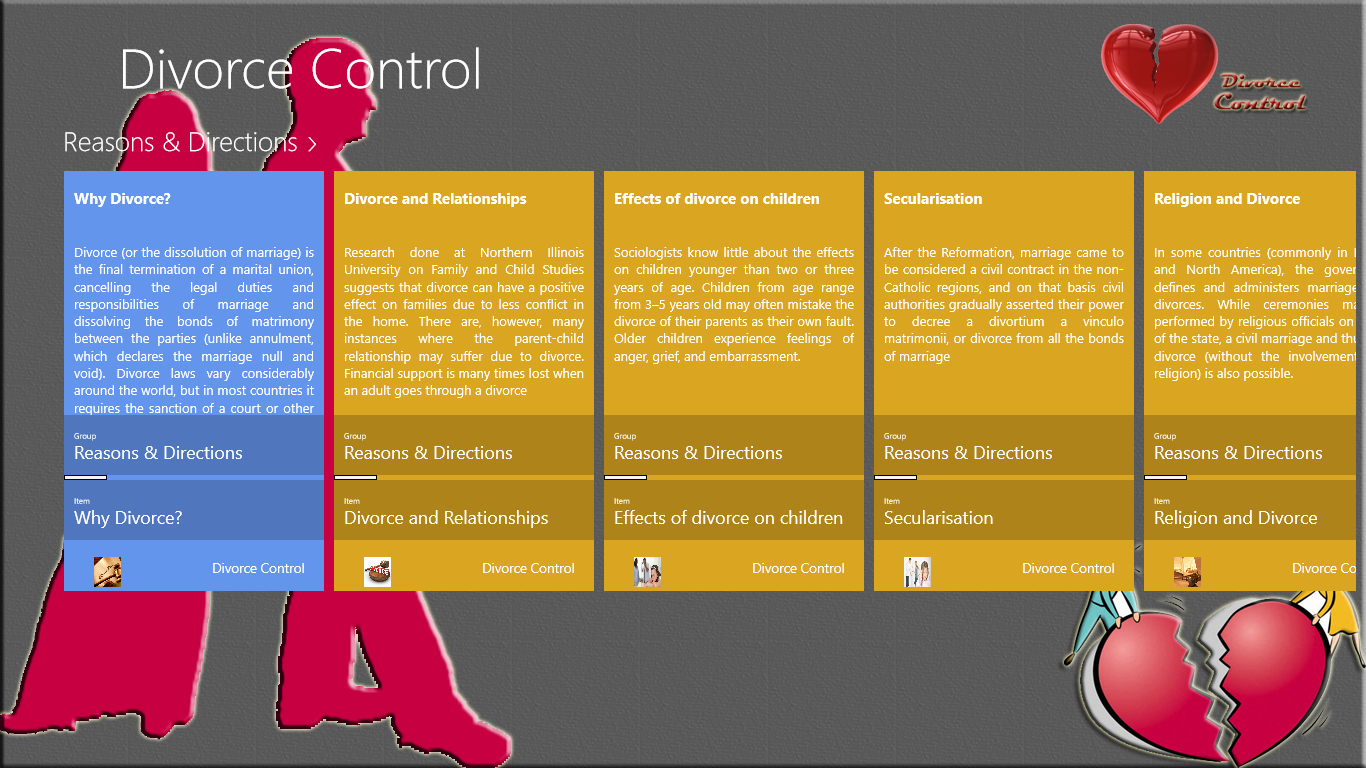 Divorce Control
Divorce
Control
Reasons & Directions >
Why Divorce?
Divorce (or the dissolution of marriage) is
the final termination of a marital union,
cancelling the legal duties and
responsibilities of marriage and
dissolving the bonds of matrimony
between the parties (unlike annulment,
which declares the marriage null and
void). Divorce laws vary considerably
around the world, but in most countries it
requires the sanction of a court or other
Group
Reasons & Directions
Item
Why Divorce?
Divorce Control
Divorce and Relationships
Research done at Northern Illinois
University on Family and Child Studies
suggests that divorce can have a positive
effect on families due to less conflict in
the home. There are, however, many
instances where the parent-child
relationship may suffer due to divorce.
Financial support is many times lost when
an adult goes through a divorce
Group
Reasons & Directions
Item
Divorce and Relationships
Divorce Control
Effects of divorce on children
Sociologists know little about the effects
on children younger than two or three
years of age. Children from age range
from 3–5 years old may often mistake the
divorce of their parents as their own fault.
Older children experience feelings of
anger, grief, and embarrassment.
Group
Reasons & Directions
Item
Effects of divorce on children
Divorce Control
Secularisation
After the Reformation, marriage came to
be considered a civil contract in the non-
Catholic regions, and on that basis civil
authorities gradually asserted their power
to decree a divortium a vinculo
matrimonii, or divorce from all the bonds
of marriage
Group
Reasons & Directions
Item
Secularisation
Divorce Control
Religion and Divorce
In some countries (commonly in
and North America), the
defines and administers
divorces. While ceremonies
performed by religious officials on
of the state, a civil marriage and
divorce (without the
religion) is also possible.
Group
Reasons & Directions
Item
Religion and Divorce
Divorce Co